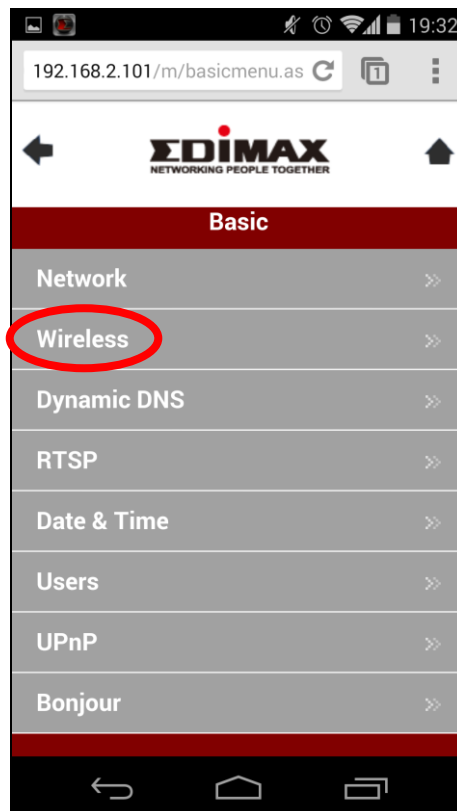 19:32
192.168.2.101/m/basicmenu.as 1
EDIMAX
NETWORKING PEOPLE TOGETHER
Basic
Network
Wireless
Dynamic DNS
RTSP
Date & Time
Users
UPnP
Bonjour